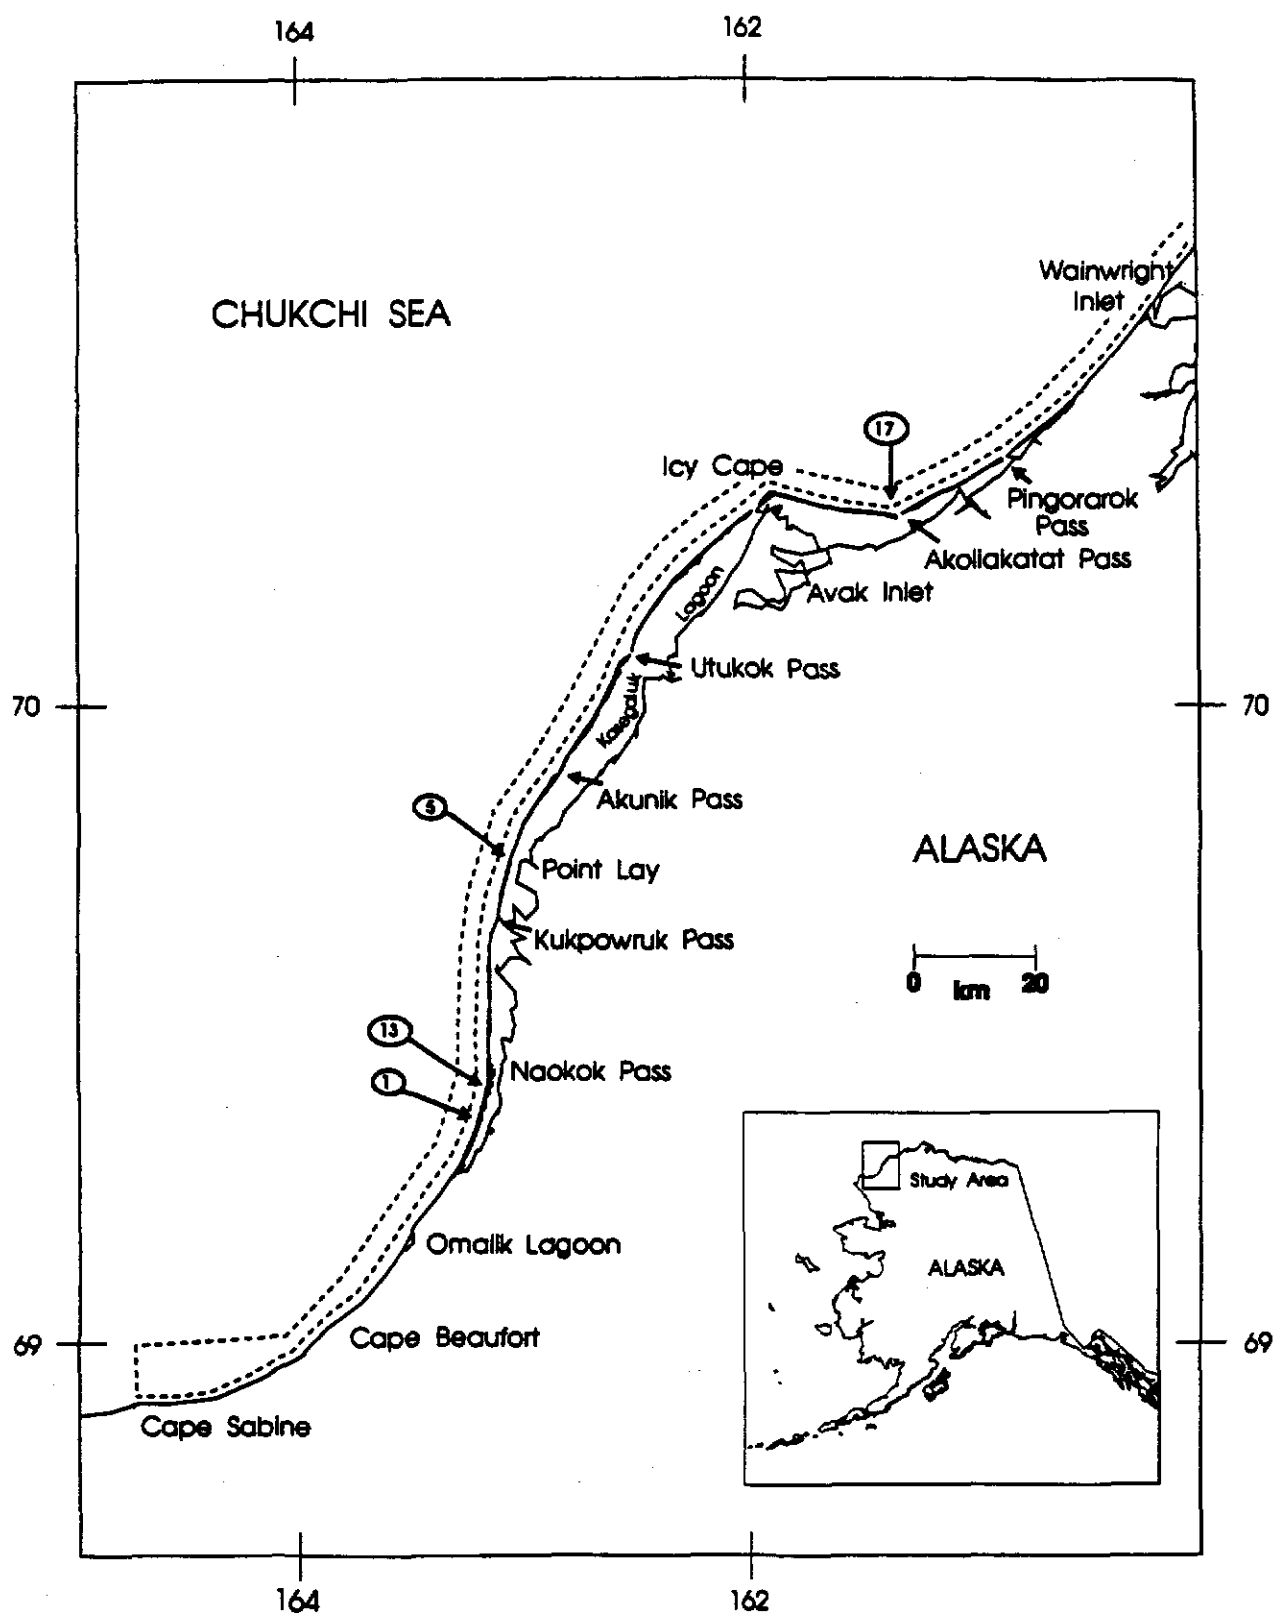 164
162
Wainwright
Inlet
CHUKCHI SEA
17
Icy Cape
Pingorarok
Pass
Akoliakatat Pass
Lagoon
Avak Inlet
Utukok Pass
Kasegaluk
70
70
Akunik Pass
5
ALASKA
Point Lay
Kukpowruk Pass
0 km 20
13
Naokok Pass
1
Study Area
Omalik Lagoon
ALASKA
Cape Beaufort
69
69
Cape Sabine
164
162